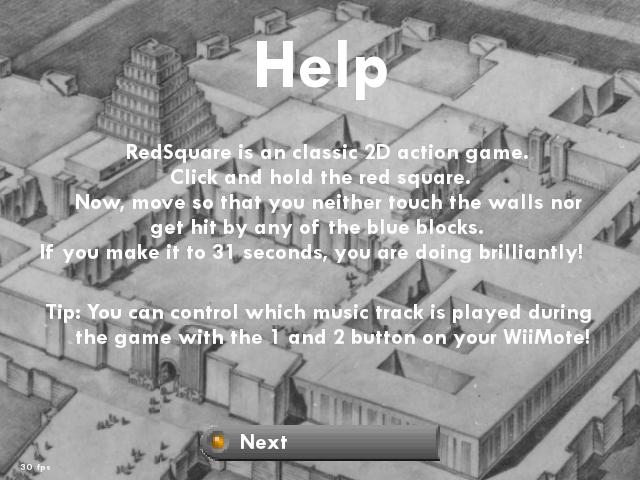 Help
RedSquare is an classic 2D action game.
Click and hold the red square.
Now, move so that you neither touch the walls nor
get hit by any of the blue blocks.
If you make it to 31 seconds, you are doing brilliantly!
Tip: You can control which music track is played during
the game with the 1 and 2 button on your WiiMote!
Next
30 fps